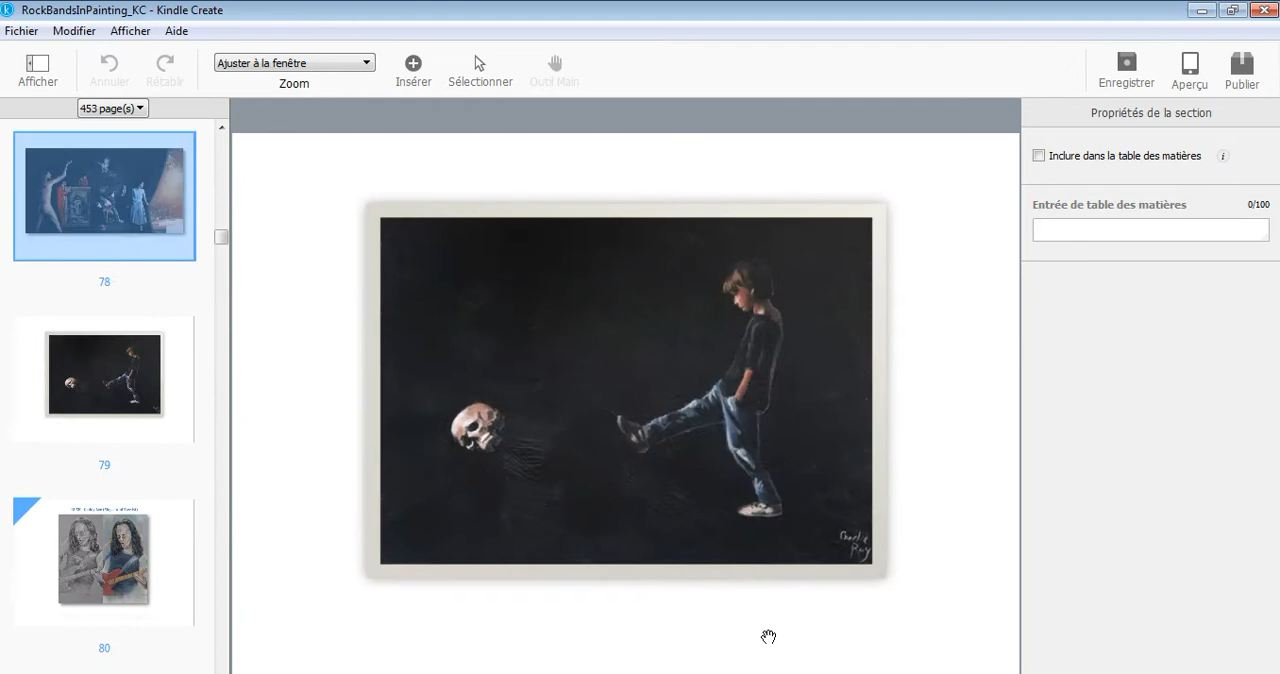 RockBandsInPainting_KC - Kindle Create
Fichier Modifier Afficher Aide
Afficher Annuler Rétablir Ajuster à la fenêtre Zoom Insérer Sélectionner Outil Main Enregistrer Aperçu Publier
453 page(s)
Propriétés de la section
Inclure dans la table des matières
Entrée de table des matières 0/100
78
79
80
Charlie
Roy